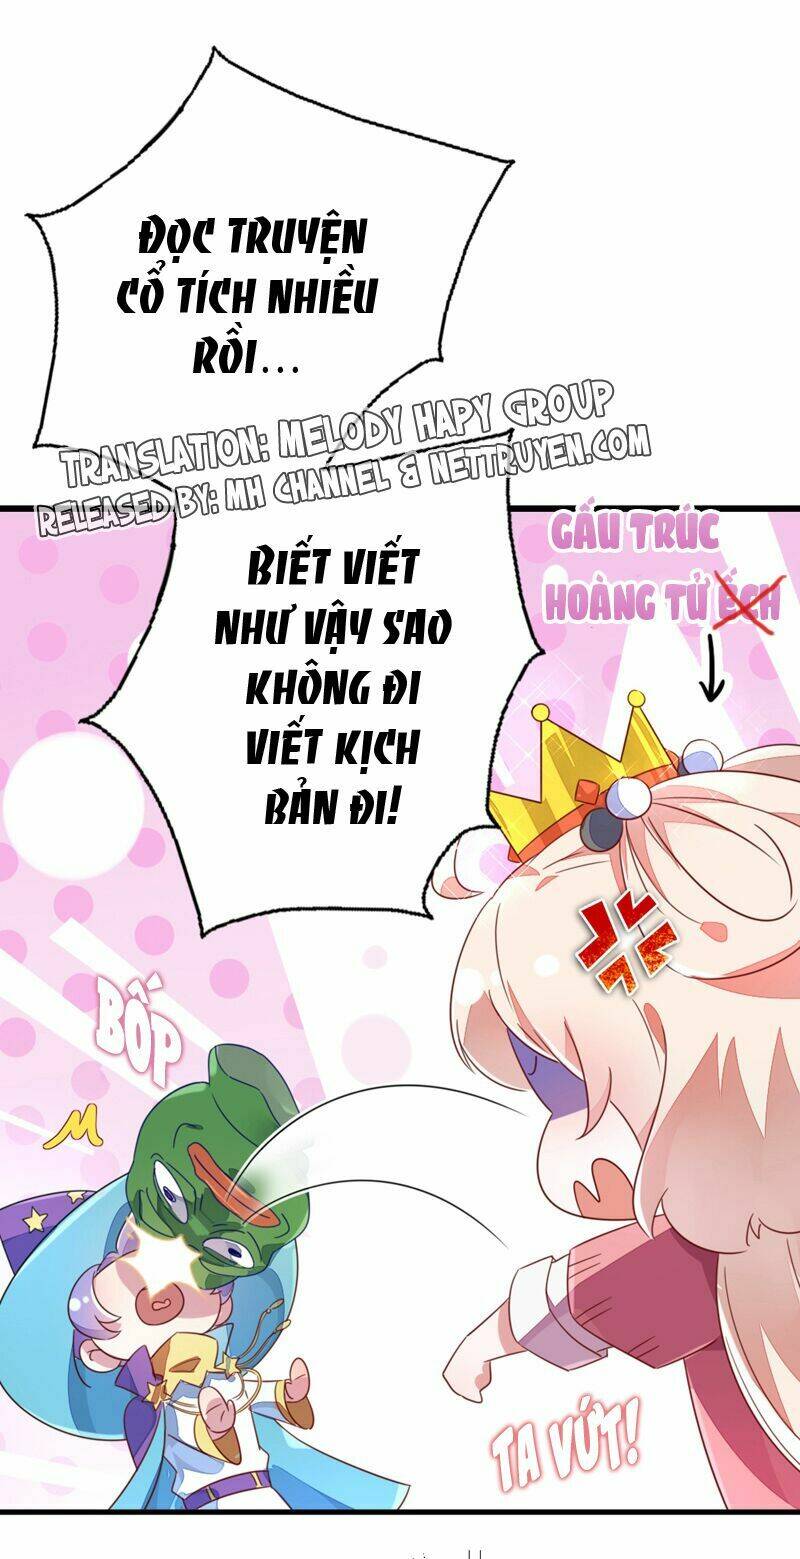 ĐỌC TRUYỆN
CỔ TÍCH NHIỀU
RỒI...
TRANSLATION: MELODY HAPY GROUP
RELEASED BY: MH CHANNEL & NETTRUYEN.COM
GẤU TRÚC
HOÀNG TỬ ẾCH
BIẾT VIẾT
NHƯ VẬY SAO
KHÔNG ĐI
VIẾT KỊCH
BẢN ĐI!
BỐP
TA VỨT!